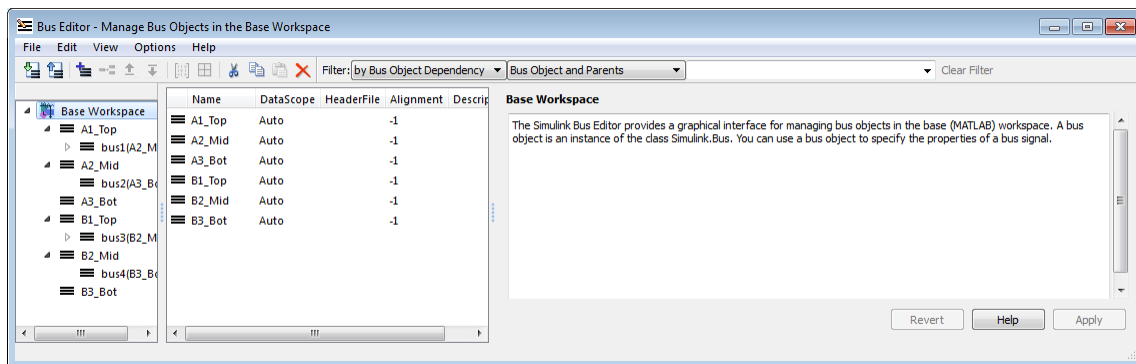 Bus Editor - Manage Bus Objects in the Base Workspace
File Edit View Options Help
Filter: by Bus Object Dependency Bus Object and Parents Clear Filter
Base Workspace
A1_Top
bus1(A2_M
A2_Mid
bus2(A3_Bo
A3_Bot
B1_Top
bus3(B2_M
B2_Mid
bus4(B3_Bo
B3_Bot
Name DataScope HeaderFile Alignment Descrip
A1_Top Auto -1
A2_Mid Auto -1
A3_Bot Auto -1
B1_Top Auto -1
B2_Mid Auto -1
B3_Bot Auto -1
Base Workspace
The Simulink Bus Editor provides a graphical interface for managing bus objects in the base (MATLAB) workspace. A bus
object is an instance of the class Simulink.Bus. You can use a bus object to specify the properties of a bus signal.
Revert Help Apply